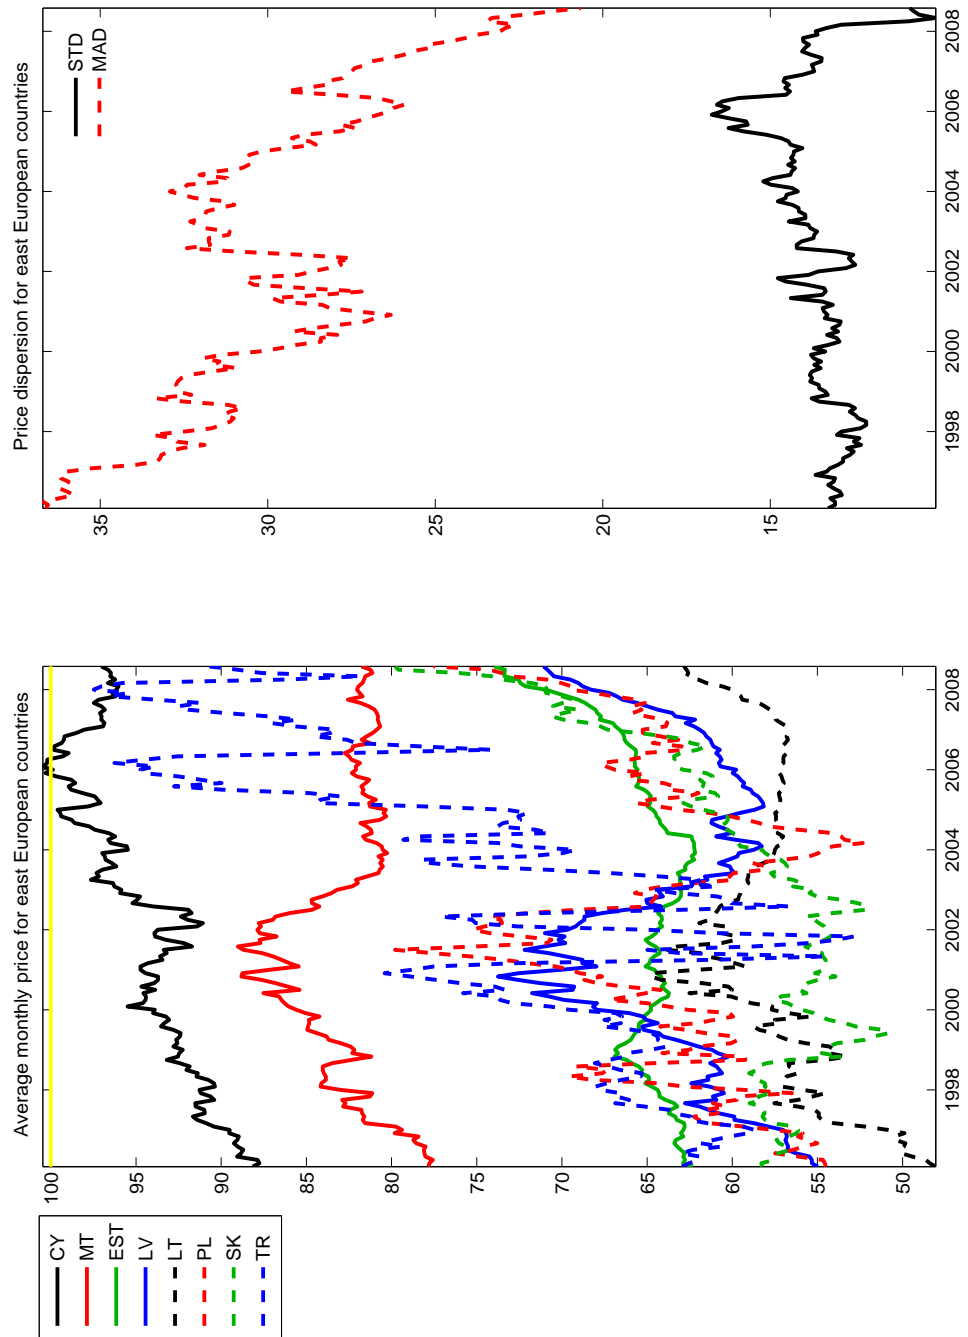 Average monthly price for east European countries
100
95
90
85
80
75
70
65
60
55
50
1998
2000
2002
2004
2006
2008
CY
MT
EST
LV
LT
PL
SK
TR
Price dispersion for east European countries
35
30
25
20
15
1998
2000
2002
2004
2006
2008
STD
MAD